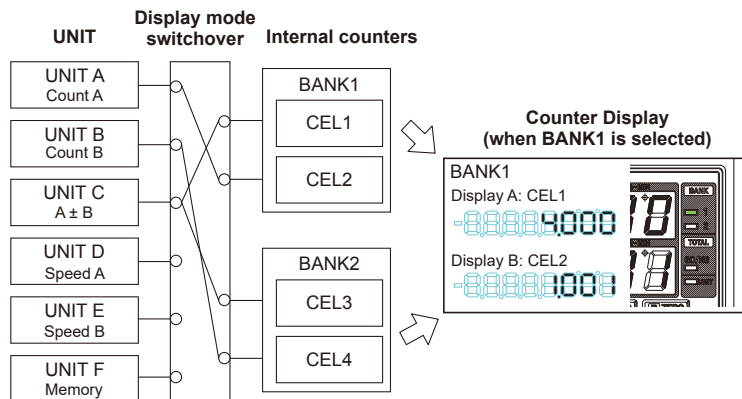 UNIT
Display mode
switchover
Internal counters
UNIT A
Count A
UNIT B
Count B
UNIT C
A ± B
UNIT D
Speed A
UNIT E
Speed B
UNIT F
Memory
BANK1
CEL1
CEL2
BANK2
CEL3
CEL4
Counter Display
(when BANK1 is selected)
BANK1
Display A: CEL1
4.000
Display B: CEL2
1.001
BANK
1
2
TOTAL